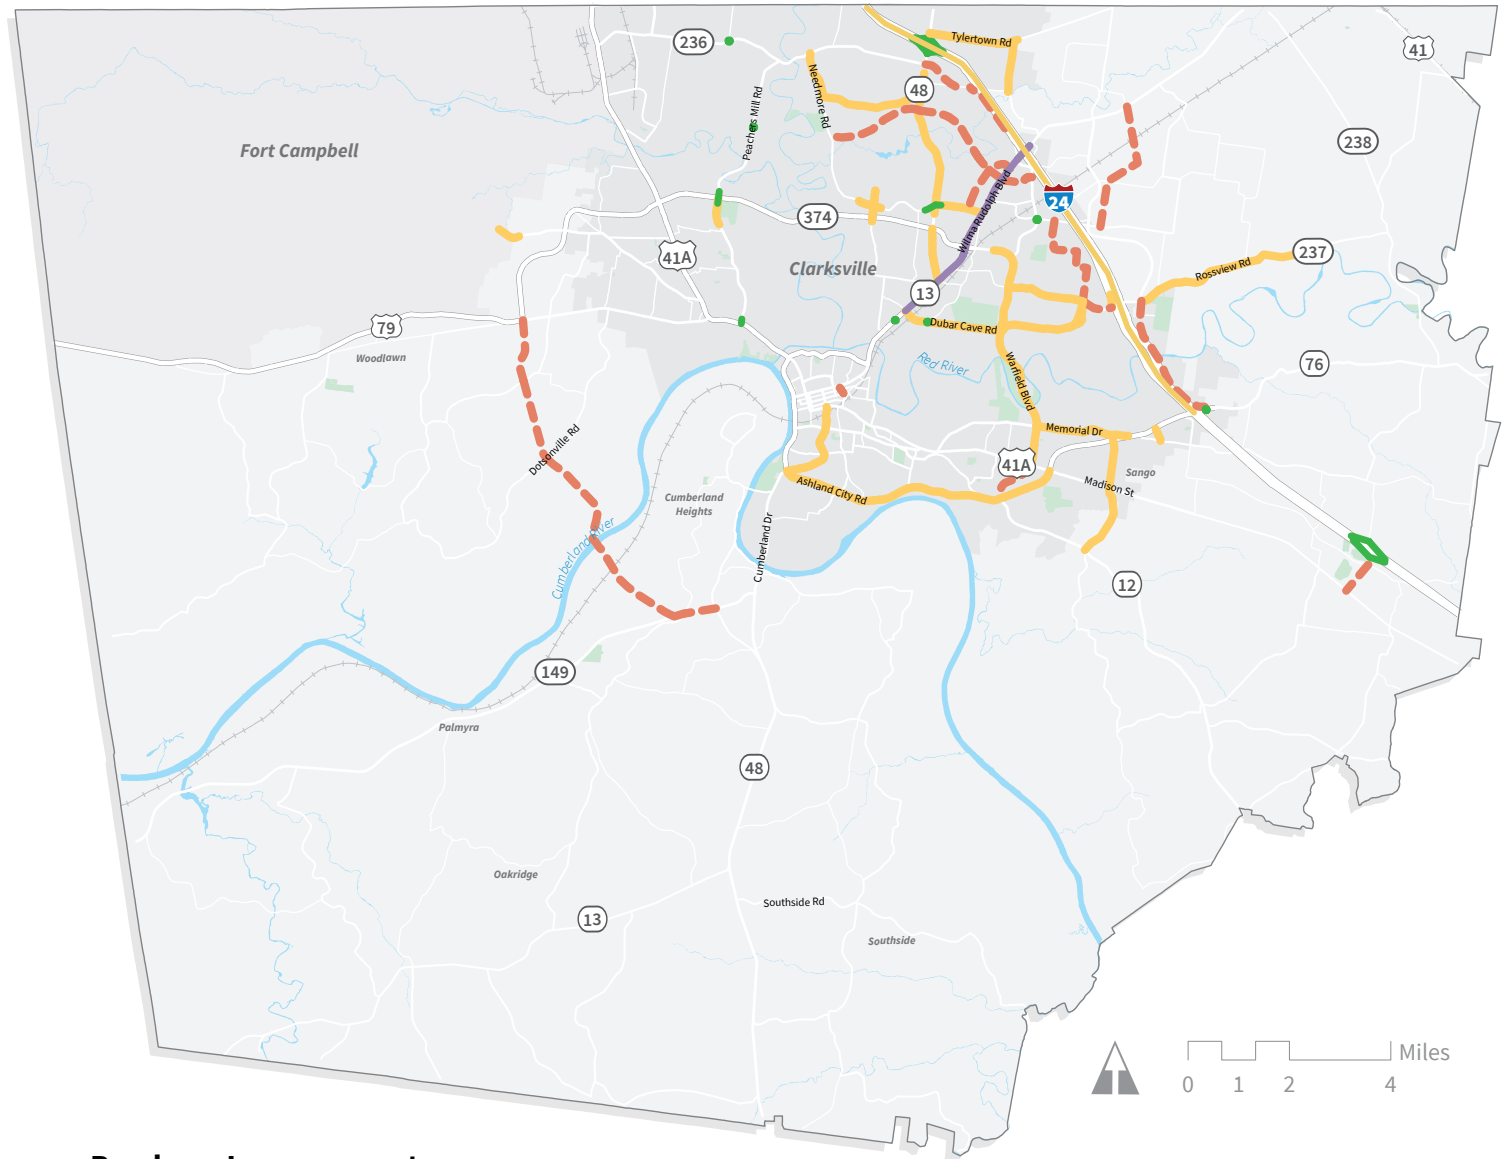 236
Tylertown Rd
41
Needmore Rd
48
Peachers Mill Rd
238
Fort Campbell
24
374
Wilma Rudolph Blvd
41A
Clarksville
237
Rossview Rd
13
79
Dubar Cave Rd
Woodlawn
Red River
76
Warfield Blvd
Memorial Dr
Dotsonville Rd
41A
Sango
Madison St
Ashland City Rd
Cumberland
Heights
Cumberland Dr
Cumberland River
12
149
Palmyra
48
Oakridge
13
Southside Rd
Southside
Miles
0 1 2 4